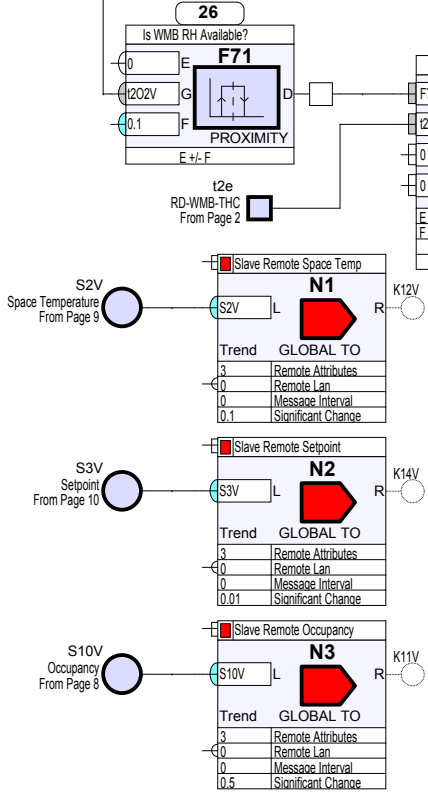 26
Is WMB RH Available?
F71
0 E
t2O2V G D
0.1 F
PROXIMITY
E +/- F
F7
t2
0
0
E
F
t2e
RD-WMB-THC
From Page 2
Slave Remote Space Temp
N1
S2V
Space Temperature
From Page 9
S2V L R K12V
Trend GLOBAL TO
3 Remote Attributes
0 Remote Lan
0 Message Interval
0.1 Significant Change
Slave Remote Setpoint
N2
S3V
Setpoint
From Page 10
S3V L R K14V
Trend GLOBAL TO
3 Remote Attributes
0 Remote Lan
0 Message Interval
0.01 Significant Change
Slave Remote Occupancy
N3
S10V
Occupancy
From Page 8
S10V L R K11V
Trend GLOBAL TO
3 Remote Attributes
0 Remote Lan
0 Message Interval
0.5 Significant Change